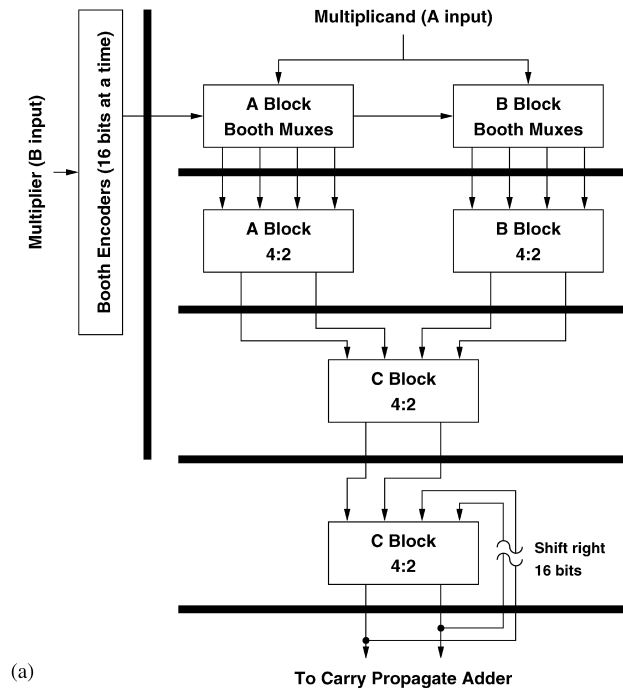 Multiplicand (A input)
Multiplier (B input)
Booth Encoders (16 bits at a time)
A Block
Booth Muxes
B Block
Booth Muxes
A Block
4:2
B Block
4:2
C Block
4:2
C Block
4:2
Shift right
16 bits
(a)
To Carry Propagate Adder